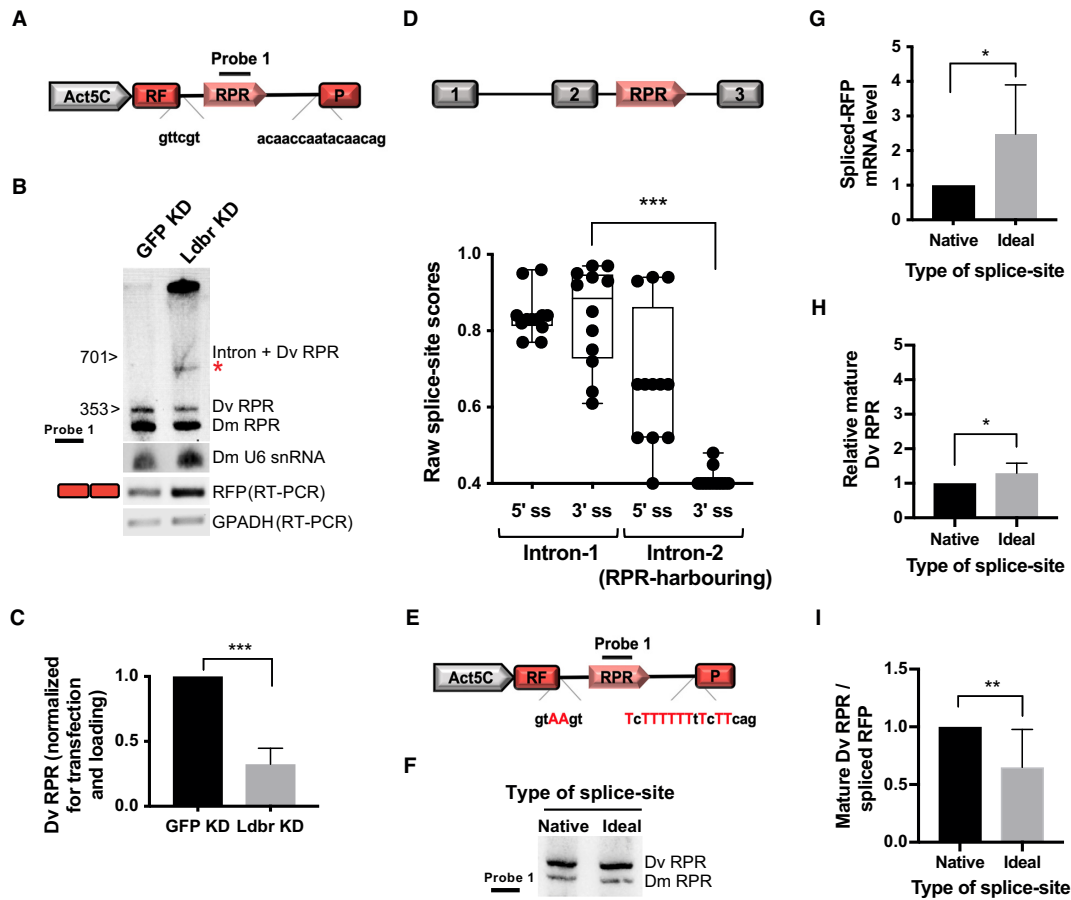 A
Probe 1
Act5C
RF
RPR
P
gttcgt
acaaccaatacaacag
B
GFP KD
Ldbr KD
701>
Intron + Dv RPR
*
353>
Dv RPR
Dm RPR
Probe 1
Dm U6 snRNA
RFP (RT-PCR)
GPADH (RT-PCR)
C
Dv RPR (normalized
for transfection
and loading)
1.0
0.5
0.0
***
GFP KD
Ldbr KD
D
1
2
RPR
3
***
Raw splice-site scores
1.0
0.8
0.6
0.4
5' ss
3' ss
5' ss
3' ss
Intron-1
Intron-2
(RPR-harbouring)
E
Probe 1
Act5C
RF
RPR
P
gtAAgt
TcTTTTTTtTcTTcag
F
Type of splice-site
Native
Ideal
Dv RPR
Dm RPR
Probe 1
G
Spliced-RFP
mRNA level
5
4
3
2
1
0
*
Native
Ideal
Type of splice-site
H
Relative mature
Dv RPR
5
4
3
2
1
0
*
Native
Ideal
Type of splice-site
I
Mature Dv RPR /
spliced RFP
1.5
1.0
0.5
0.0
**
Native
Ideal
Type of splice-site